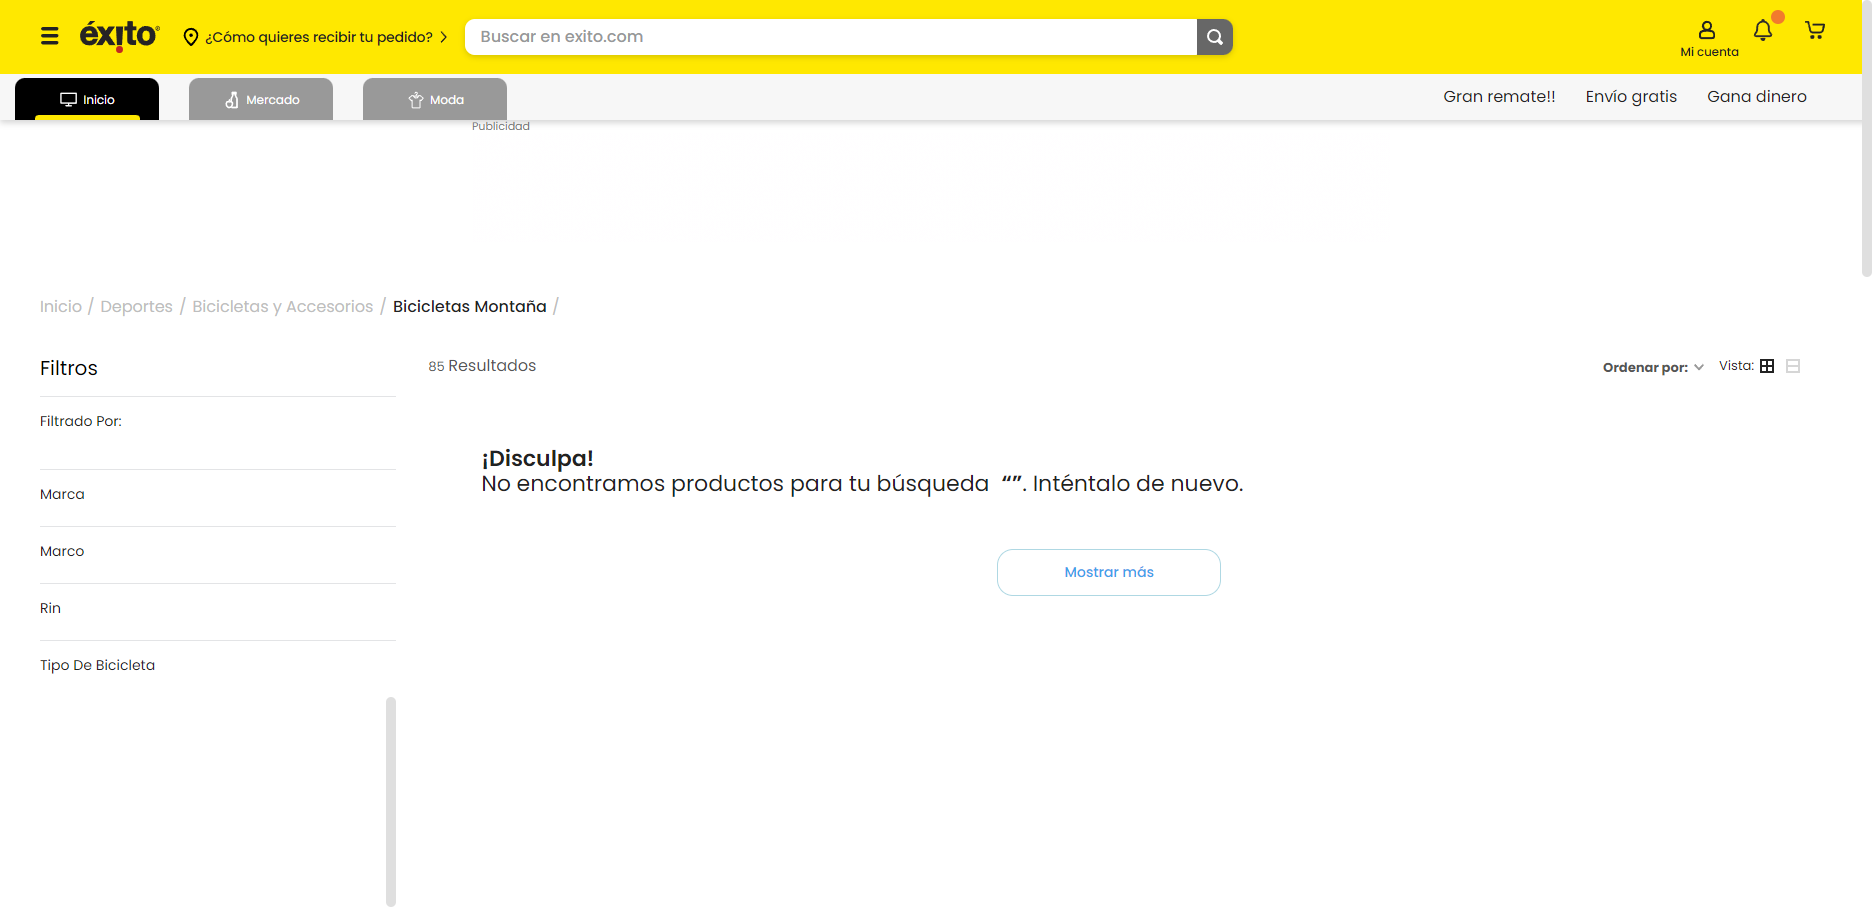 éxito
¿Cómo quieres recibir tu pedido?
Buscar en exito.com
Mi cuenta
Inicio
Mercado
Moda
Gran remate!!
Envío gratis
Gana dinero
Publicidad
Inicio / Deportes / Bicicletas y Accesorios / Bicicletas Montaña /
Filtros
85 Resultados
Ordenar por:
Vista:
Filtrado Por:
¡Disculpa!
No encontramos productos para tu búsqueda “”. Inténtalo de nuevo.
Marca
Marco
Mostrar más
Rin
Tipo De Bicicleta